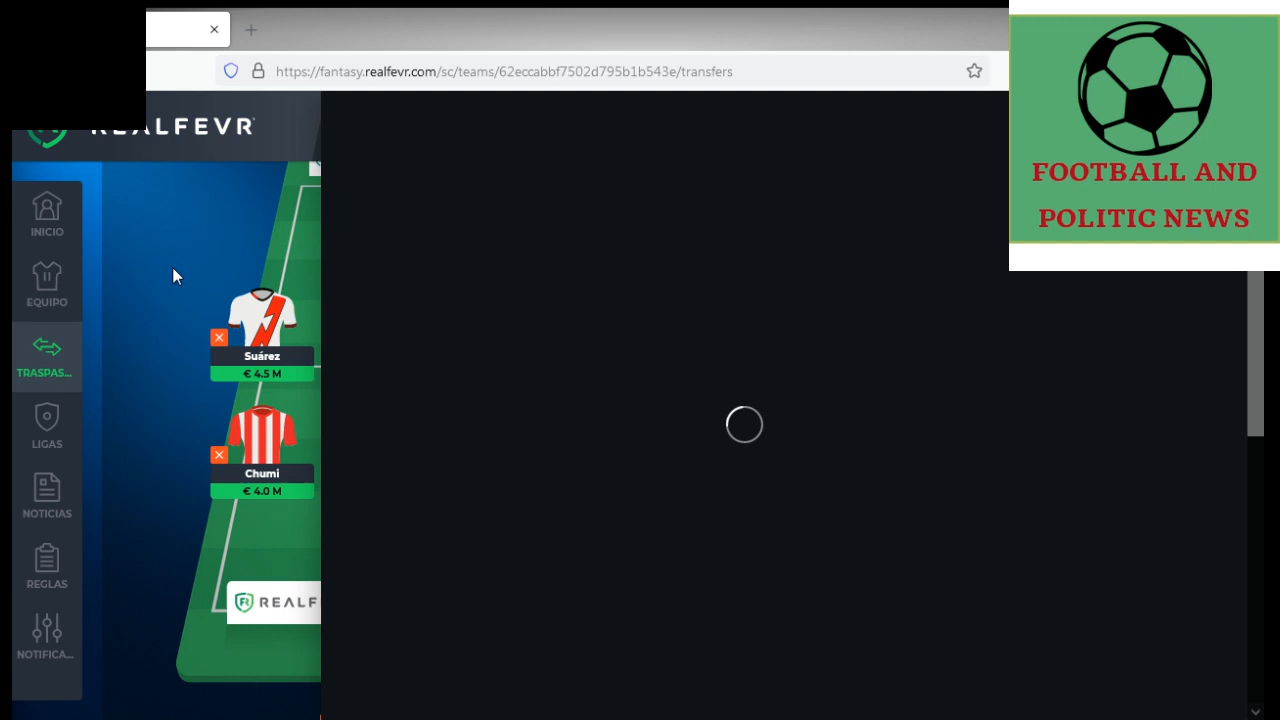 https://fantasy.realfevr.com/sc/teams/62eccabbf7502d795b1b543e/transfers
REALFEVR
FOOTBALL AND
POLITIC NEWS
INICIO
EQUIPO
TRASPAS...
LIGAS
NOTICIAS
REGLAS
NOTIFICA...
Suárez
€ 4.5 M
Chumi
€ 4.0 M
REALF